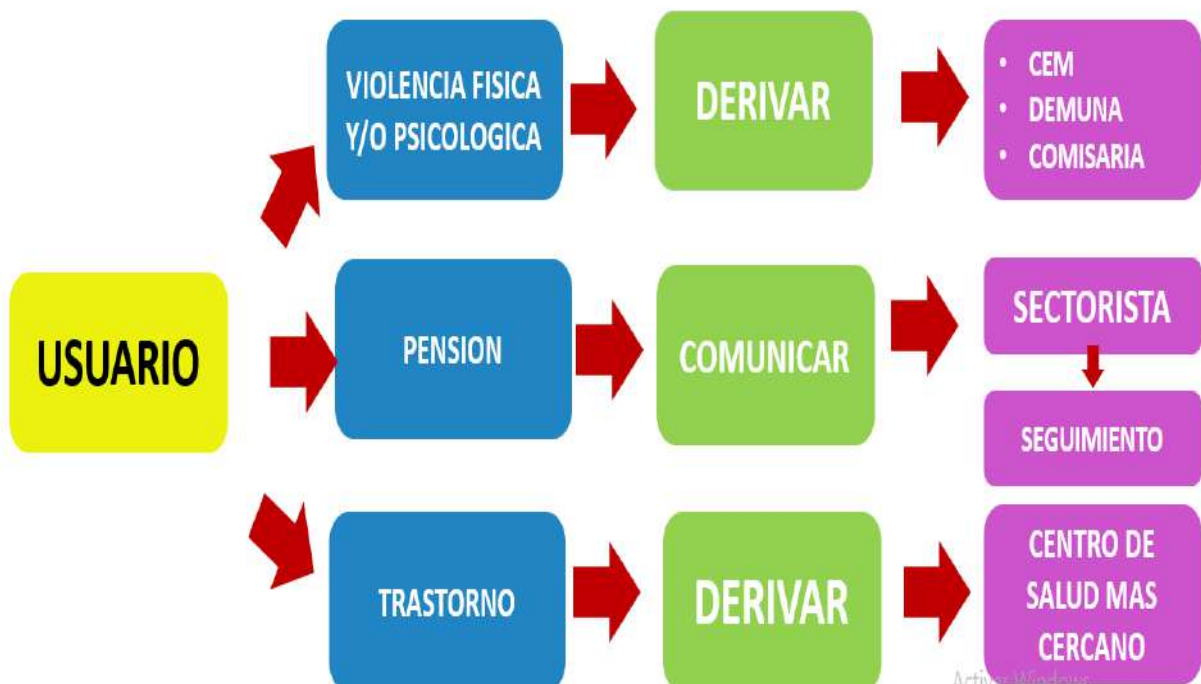 VIOLENCIA FISICA
Y/O PSICOLOGICA
DERIVAR
• CEM
• DEMUNA
• COMISARIA
USUARIO
PENSION
COMUNICAR
SECTORISTA
SEGUIMIENTO
TRASTORNO
DERIVAR
CENTRO DE
SALUD MAS
CERCANO